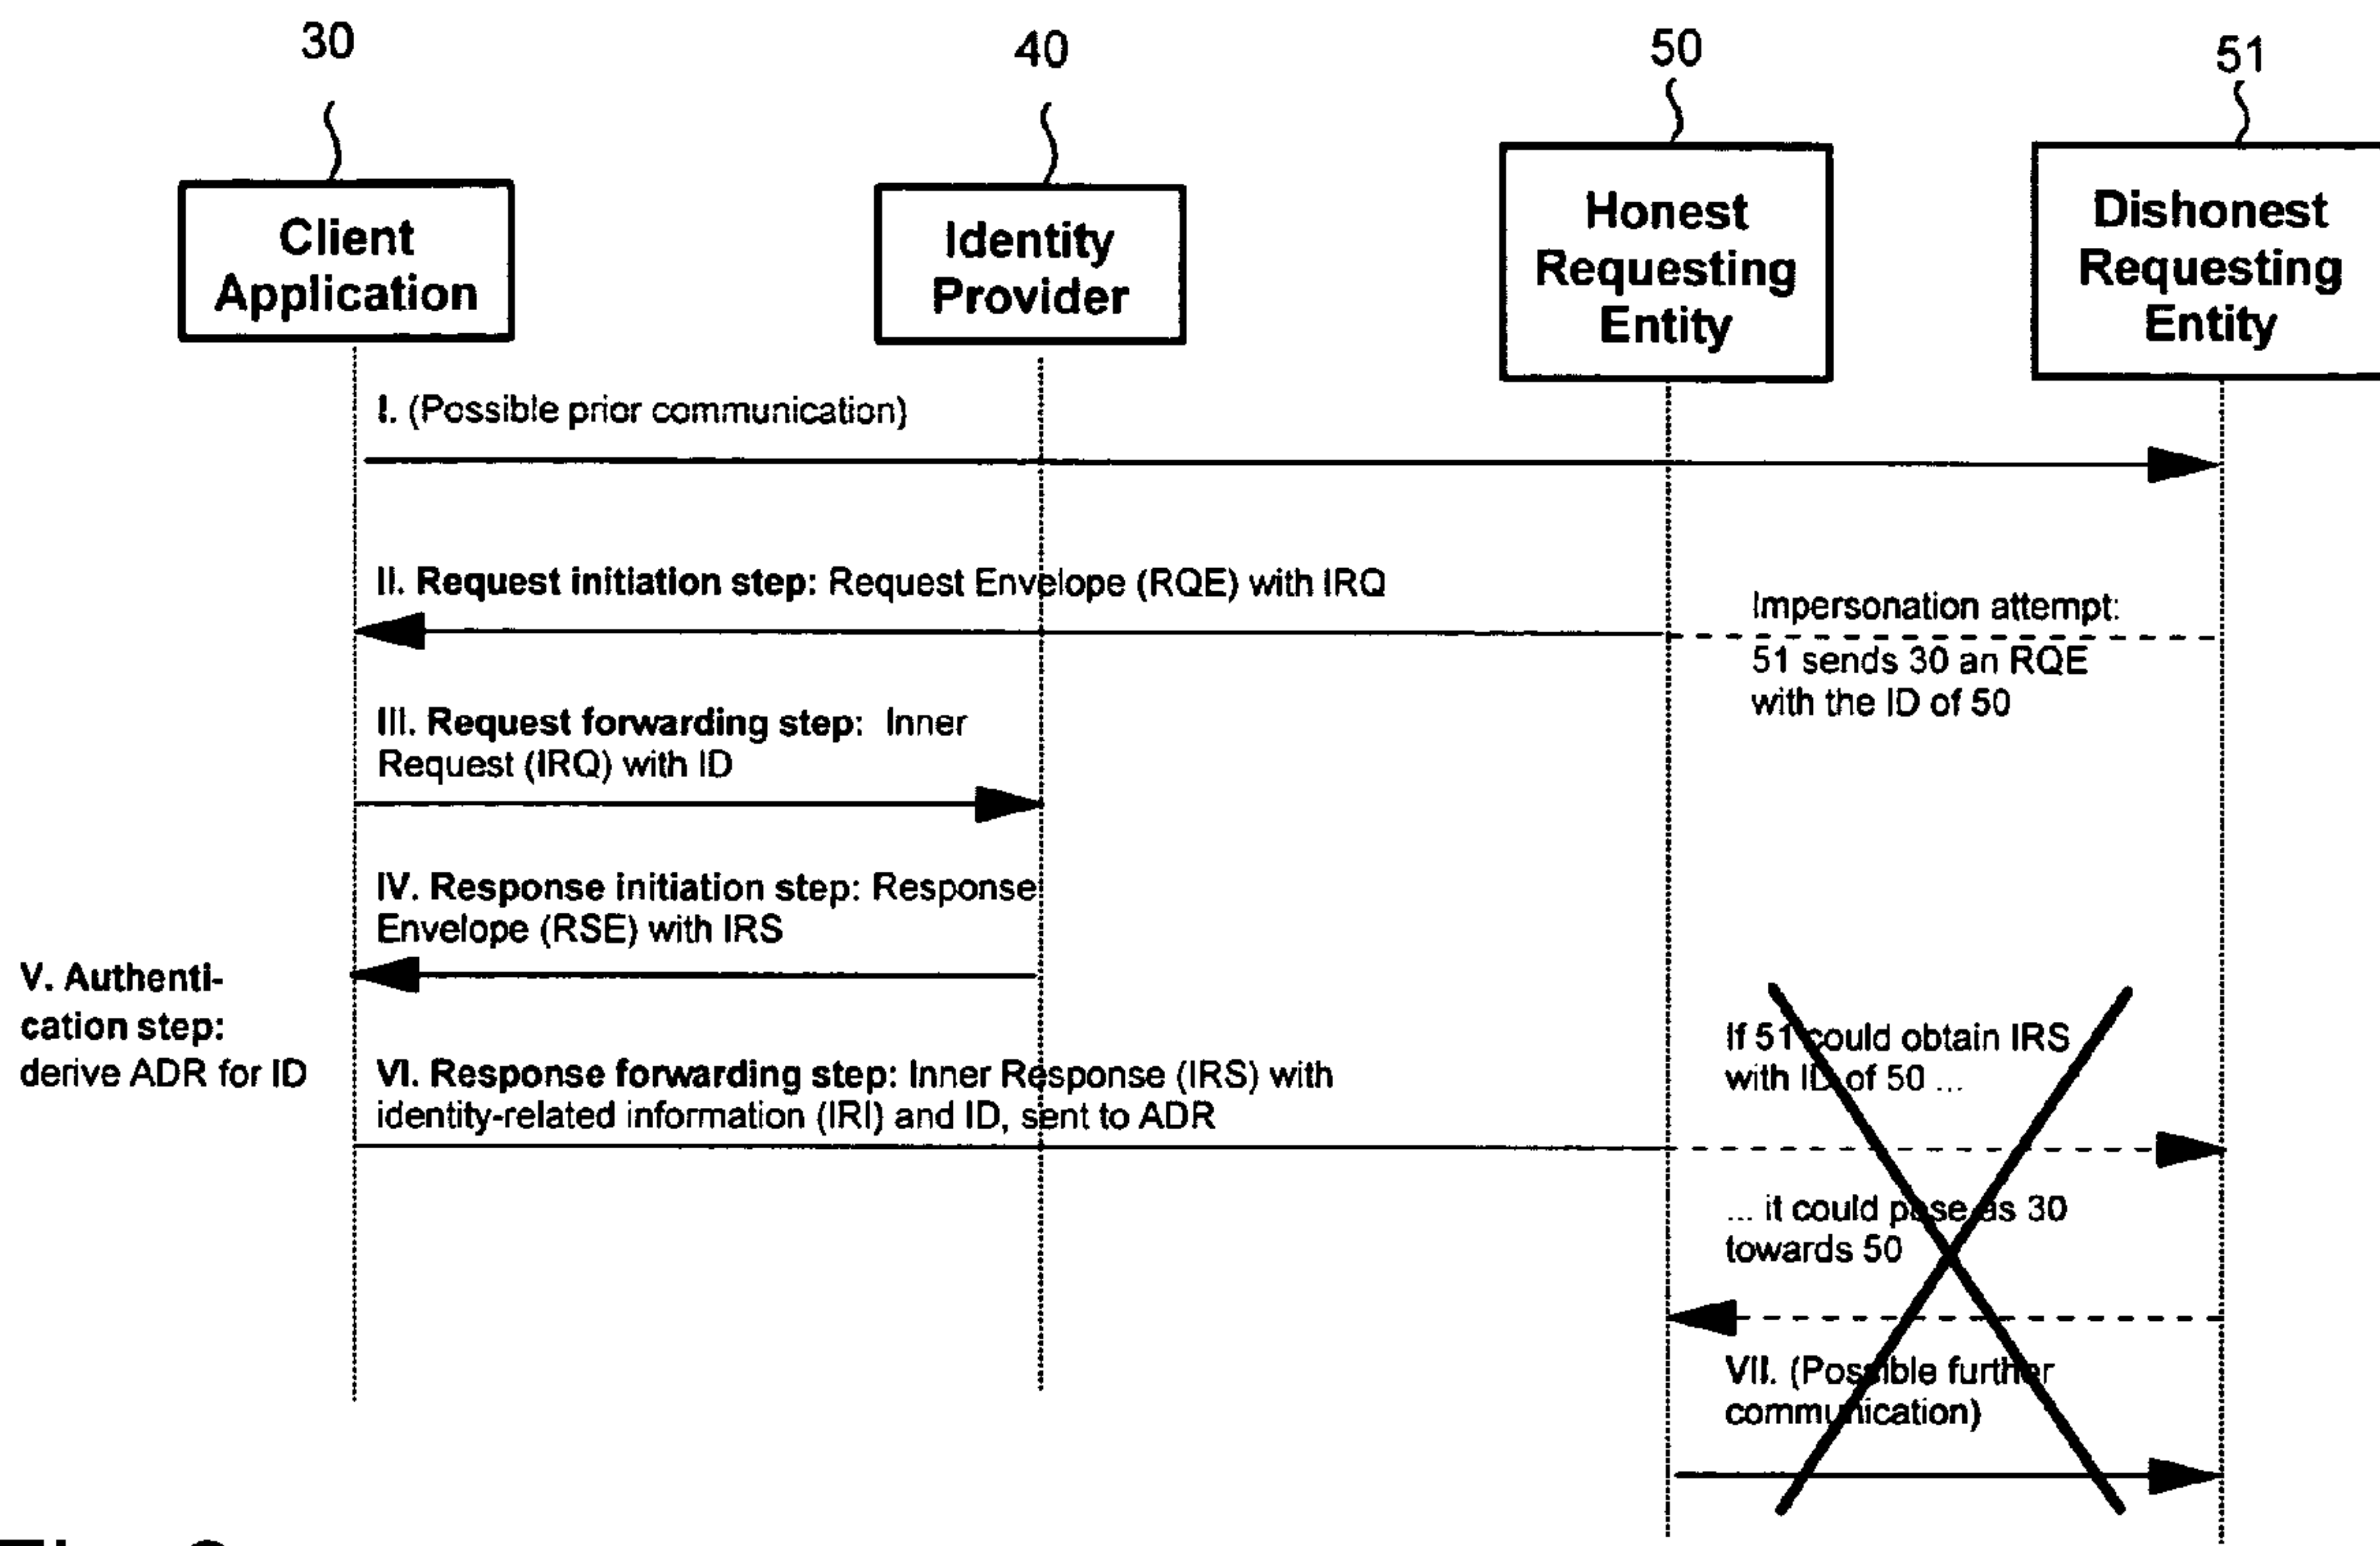 30
40
50
51
Client
Application
Identity
Provider
Honest
Requesting
Entity
Dishonest
Requesting
Entity
I. (Possible prior communication)
II. Request initiation step: Request Envelope (RQE) with IRQ
Impersonation attempt:
51 sends 30 an RQE
with the ID of 50
III. Request forwarding step: Inner
Request (IRQ) with ID
IV. Response initiation step: Response
Envelope (RSE) with IRS
V. Authenti-
cation step:
derive ADR for ID
VI. Response forwarding step: Inner Response (IRS) with
identity-related information (IRI) and ID, sent to ADR
If 51 could obtain IRS
with ID of 50 ...
... it could pose as 30
towards 50
VII. (Possible further
communication)